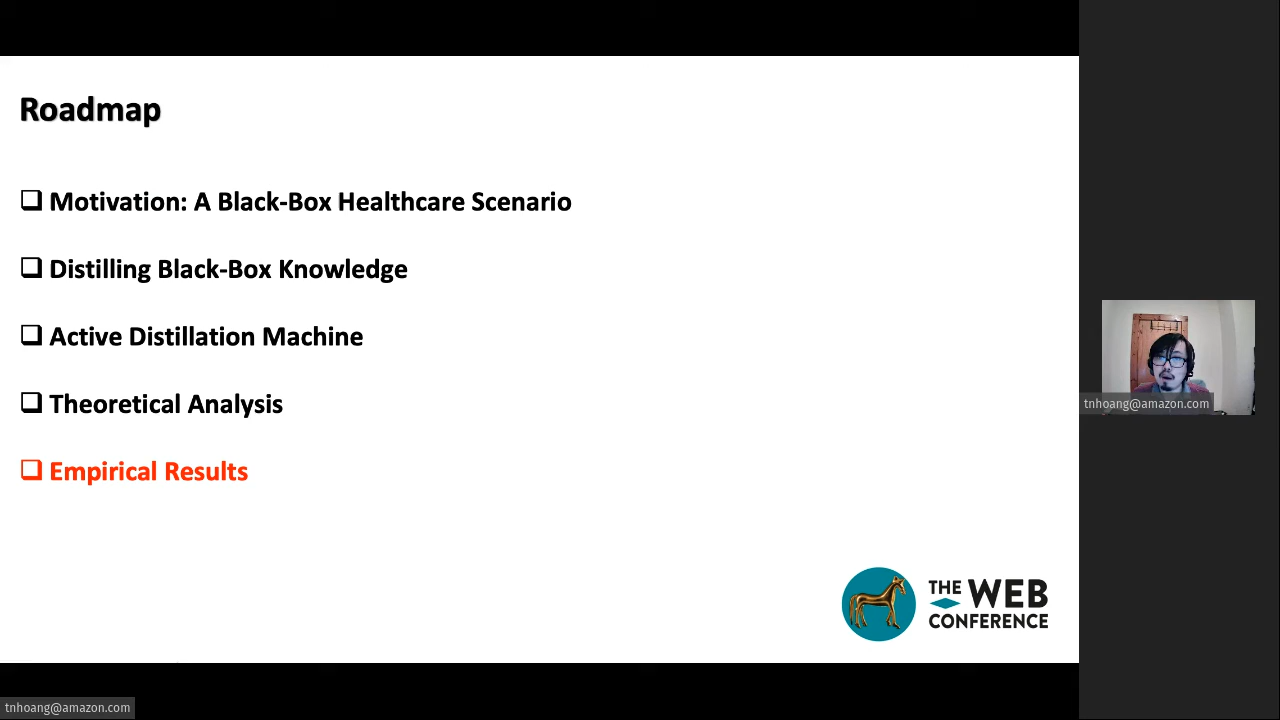 Roadmap
❑ Motivation: A Black-Box Healthcare Scenario
❑ Distilling Black-Box Knowledge
❑ Active Distillation Machine
❑ Theoretical Analysis
❑ Empirical Results
THE WEB
CONFERENCE
tnhoang@amazon.com
tnhoang@amazon.com